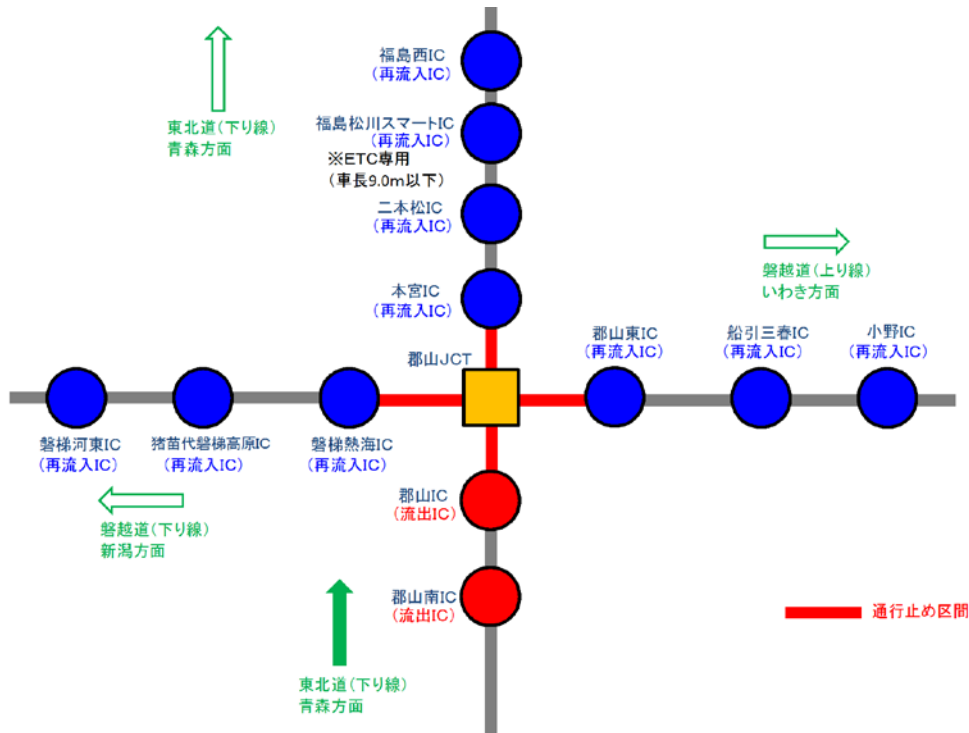 福島西IC
(再流入IC)
東北道(下り線)
青森方面
福島松川スマートIC
(再流入IC)
※ETC専用
(車長9.0m以下)
二本松IC
(再流入IC)
磐越道(上り線)
いわき方面
本宮IC
(再流入IC)
郡山JCT
郡山東IC
(再流入IC)
船引三春IC
(再流入IC)
小野IC
(再流入IC)
磐梯河東IC
(再流入IC)
猪苗代磐梯高原IC
(再流入IC)
磐梯熱海IC
(再流入IC)
磐越道(下り線)
新潟方面
郡山IC
(流出IC)
郡山南IC
(流出IC)
通行止め区間
東北道(下り線)
青森方面